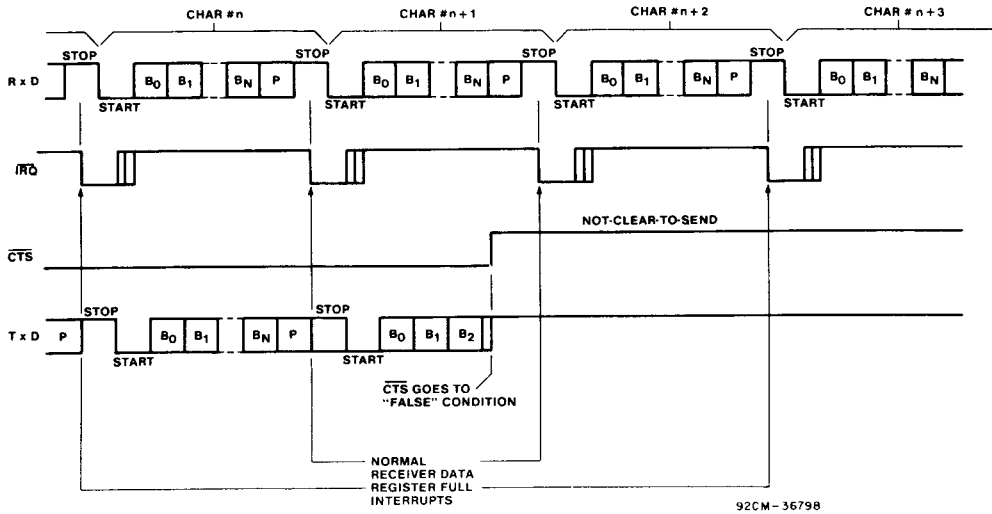 CHAR #n CHAR #n + 1 CHAR #n + 2 CHAR #n + 3
STOP STOP STOP STOP
R x D B0 B1 BN P B0 B1 BN P B0 B1 BN P B0 B1 BN
START START START START
IRQ
NOT-CLEAR-TO-SEND
CTS
STOP STOP
T x D P B0 B1 BN P B0 B1 B2
START START
CTS GOES TO
"FALSE" CONDITION
NORMAL
RECEIVER DATA
REGISTER FULL
INTERRUPTS
92CM-36798